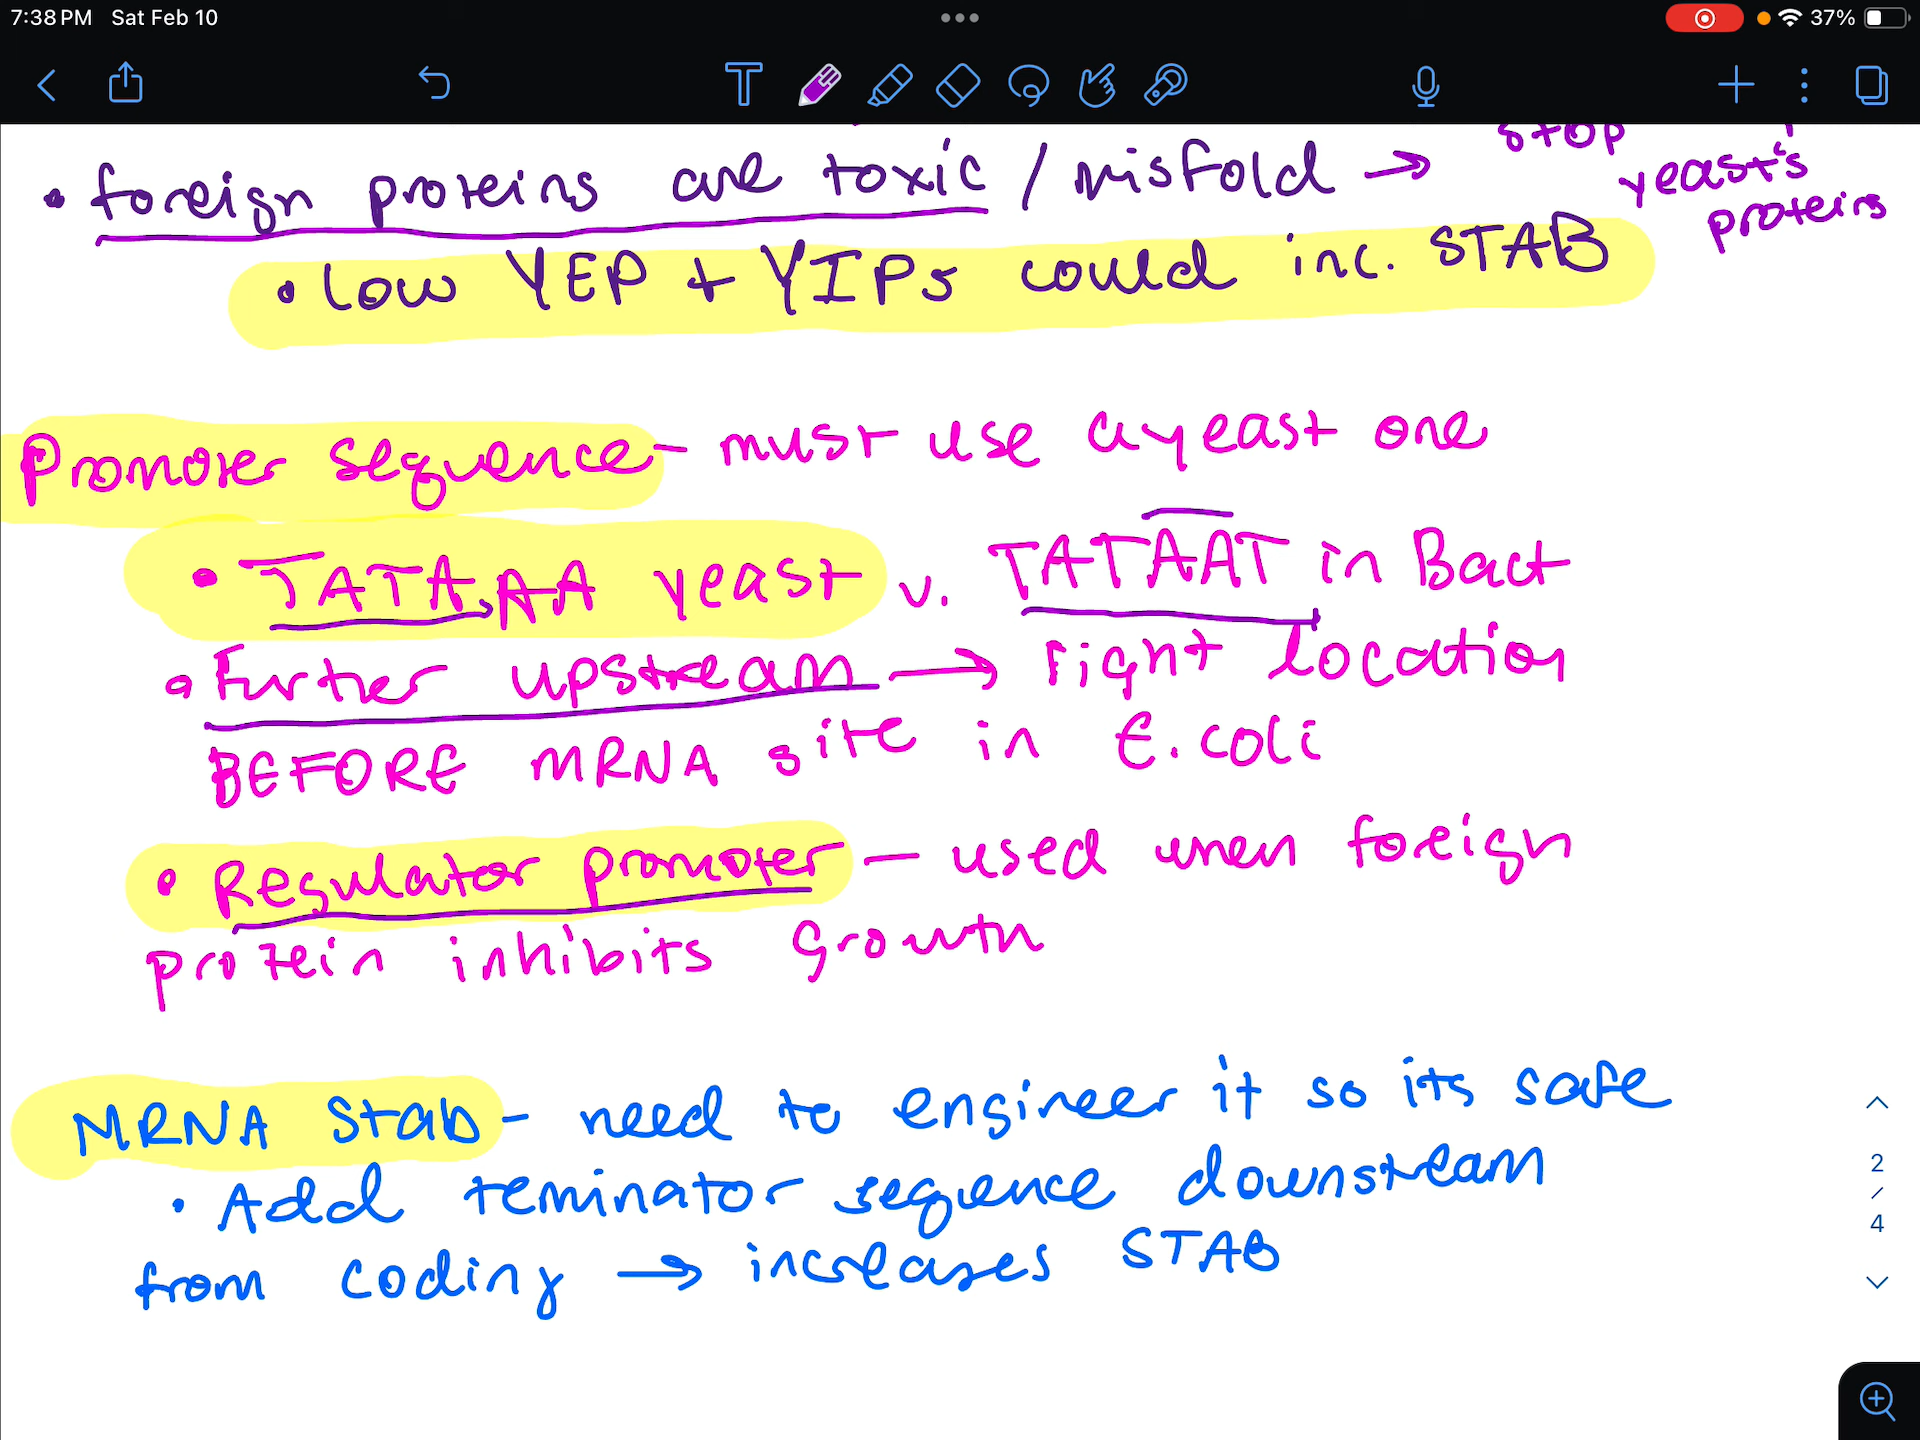 7:38 PM Sat Feb 10 37%
stop
• foreign proteins are toxic / misfold → yeast's
proteins
• low YEP + YIPs could inc. STAB
Promoter sequence - must use a yeast one
• TATAAA yeast v. TATAAT in Bact
• Further upstream → right location
BEFORE MRNA site in E.coli
• Regulator promoter - used when foreign
protein inhibits growth
MRNA Stab - need to engineer it so its safe
• Add teminator sequence downstream
from coding → increases STAB
2
/
4